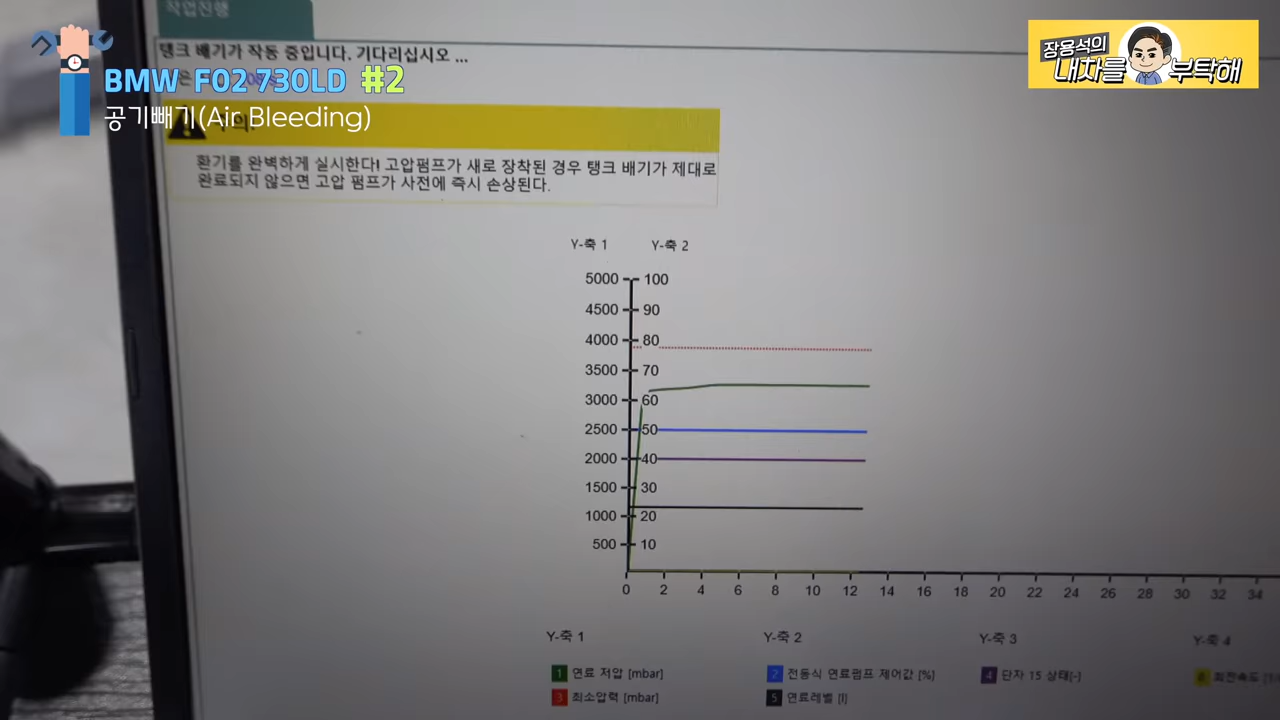 작업진행
탱크 배기가 작동 중입니다. 기다리십시오 ...
BMW F02 730LD #2
공기빼기(Air Bleeding)
장용석의
내차를 부탁해
환기를 완벽하게 실시한다! 고압펌프가 새로 장착된 경우 탱크 배기가 제대로
완료되지 않으면 고압 펌프가 사전에 즉시 손상된다.
Y-축 1 Y-축 2
5000 100
4500 90
4000 80
3500 70
3000 60
2500 50
2000 40
1500 30
1000 20
500 10
0 2 4 6 8 10 12 14 16 18 20 22 24 26 28 30 32 34
Y-축 1 Y-축 2 Y-축 3 Y-축 4
1 연료 저압 [mbar] 2 전동식 연료펌프 제어값 [%] 4 단자 15 상태[-] 6 회전속도
3 최소압력 [mbar] 5 연료레벨 [l]